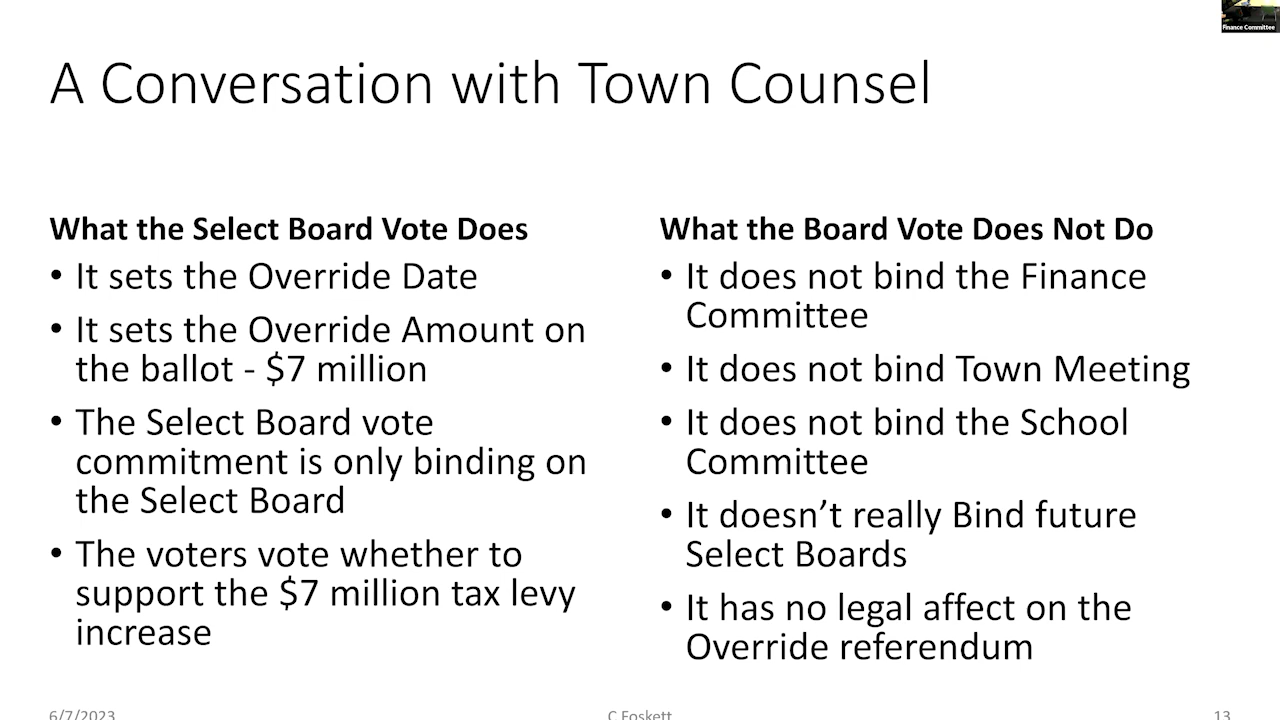 Finance Committee
A Conversation with Town Counsel
What the Select Board Vote Does
• It sets the Override Date
• It sets the Override Amount on
the ballot - $7 million
• The Select Board vote
commitment is only binding on
the Select Board
• The voters vote whether to
support the $7 million tax levy
increase
What the Board Vote Does Not Do
• It does not bind the Finance
Committee
• It does not bind Town Meeting
• It does not bind the School
Committee
• It doesn’t really Bind future
Select Boards
• It has no legal affect on the
Override referendum
6/7/2023
C Foskett
13